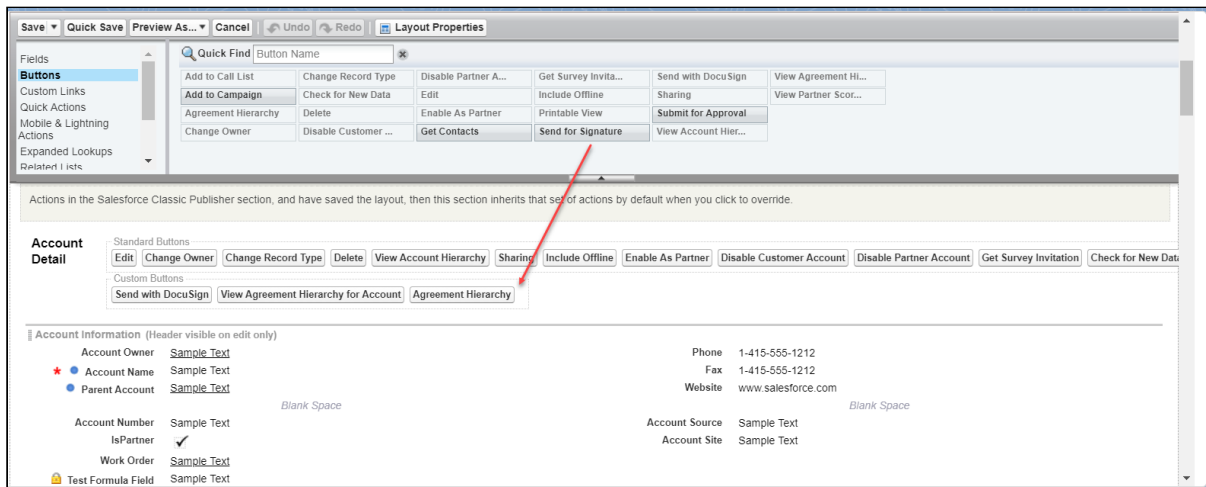 Save Quick Save Preview As... Cancel Undo Redo Layout Properties
Fields
Buttons
Custom Links
Quick Actions
Mobile & Lightning
Actions
Expanded Lookups
Related Lists
Quick Find Button Name
Add to Call List Change Record Type Disable Partner A... Get Survey Invita... Send with DocuSign View Agreement Hi...
Add to Campaign Check for New Data Edit Include Offline Sharing View Partner Scor...
Agreement Hierarchy Delete Enable As Partner Printable View Submit for Approval
Change Owner Disable Customer ... Get Contacts Send for Signature View Account Hier...
Actions in the Salesforce Classic Publisher section, and have saved the layout, then this section inherits that set of actions by default when you click to override.
Account
Detail
Standard Buttons
Edit Change Owner Change Record Type Delete View Account Hierarchy Sharing Include Offline Enable As Partner Disable Customer Account Disable Partner Account Get Survey Invitation Check for New Data
Custom Buttons
Send with DocuSign View Agreement Hierarchy for Account Agreement Hierarchy
Account Information (Header visible on edit only)
Account Owner Sample Text Phone 1-415-555-1212
* Account Name Sample Text Fax 1-415-555-1212
Parent Account Sample Text Website www.salesforce.com
Blank Space Blank Space
Account Number Sample Text Account Source Sample Text
IsPartner Account Site Sample Text
Work Order Sample Text
Test Formula Field Sample Text